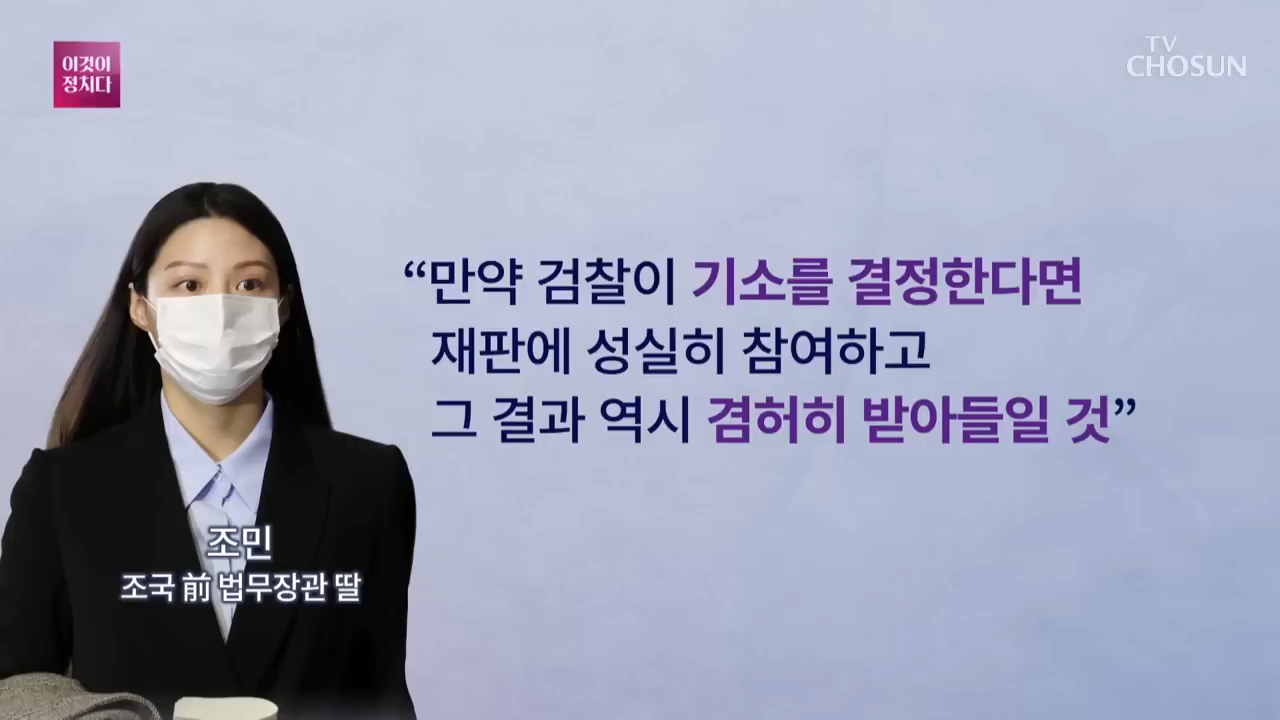 이것이
정치다
TV
CHOSUN
“만약 검찰이 기소를 결정한다면
재판에 성실히 참여하고
그 결과 역시 겸허히 받아들일 것”
조민
조국 前 법무장관 딸